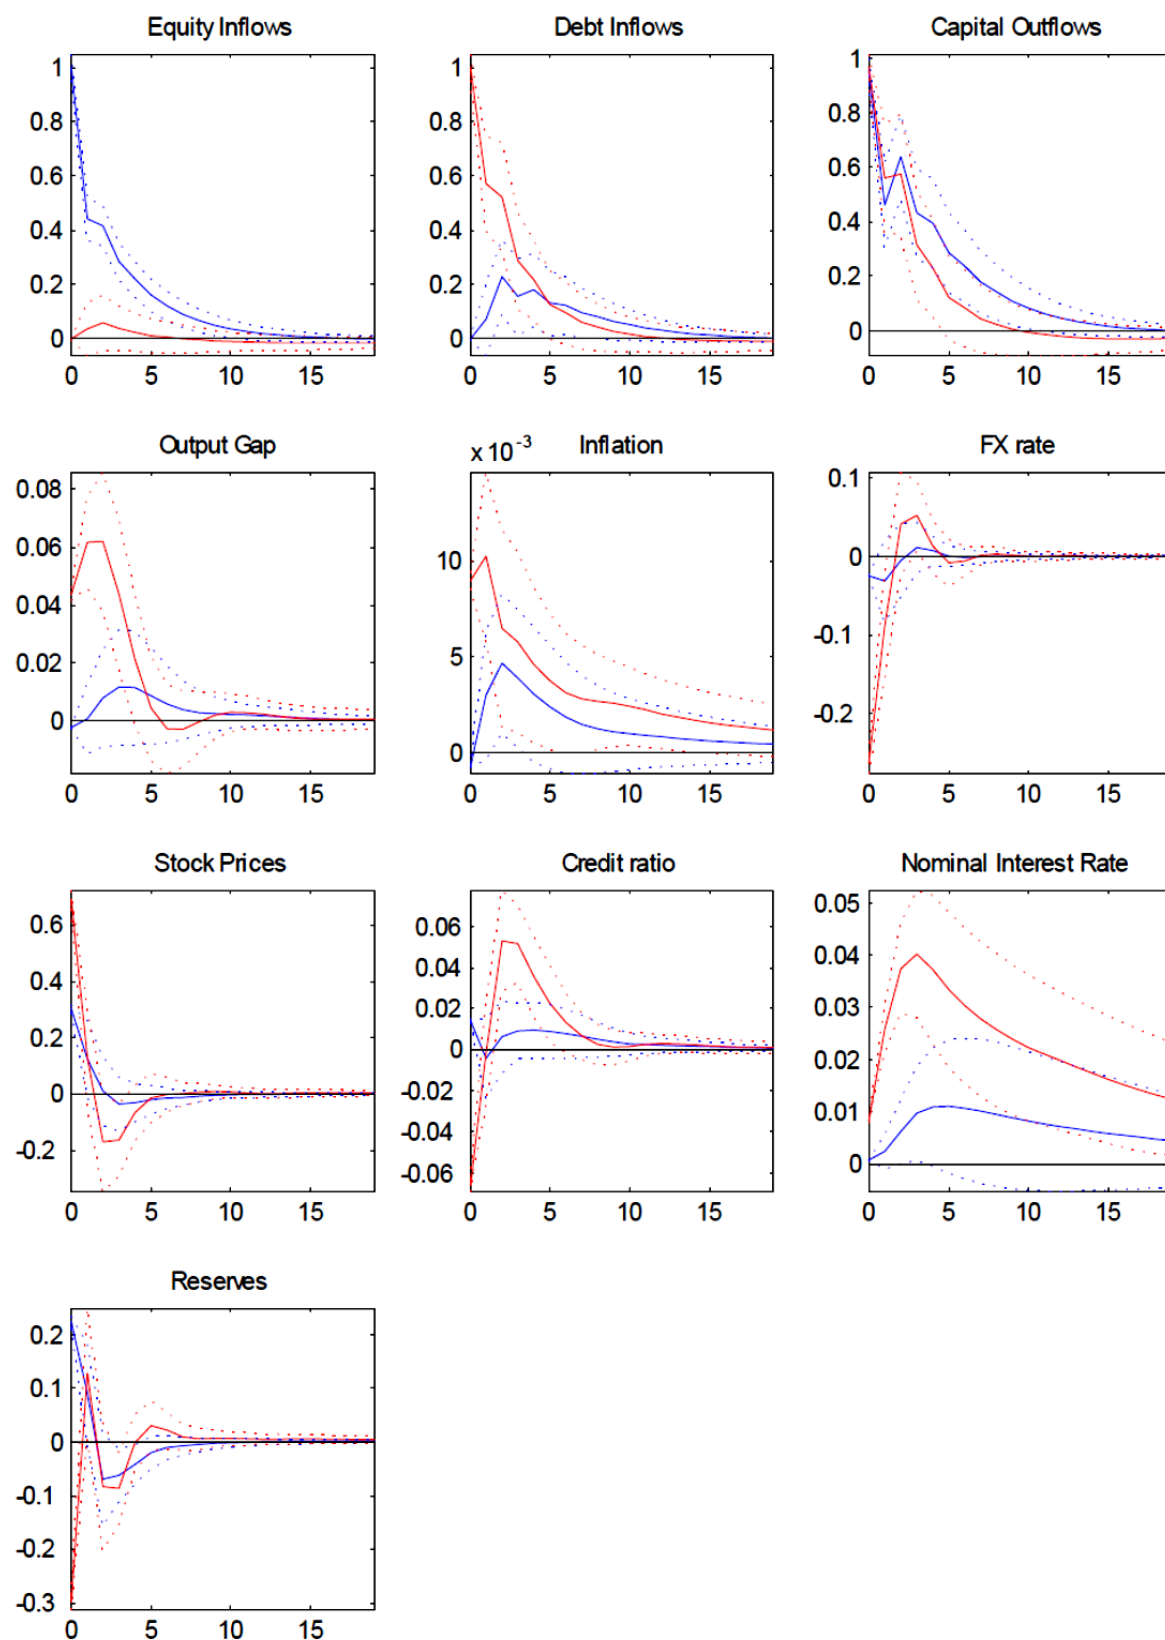 Equity Inflows Debt Inflows Capital Outflows
1 1 1
0.8 0.8 0.8
0.6 0.6 0.6
0.4 0.4 0.4
0.2 0.2 0.2
0 0 0
0 5 10 15 0 5 10 15 0 5 10 15
Output Gap x 10-3 Inflation FX rate
0.08 10 0.1
0.06 5 0
0.04 0 -0.1
0.02 -0.2
0
0 5 10 15 0 5 10 15 0 5 10 15
Stock Prices Credit ratio Nominal Interest Rate
0.6 0.06 0.05
0.4 0.04 0.04
0.2 0.02 0.03
0 0 0.02
-0.2 -0.02 0.01
-0.04 0
-0.06
0 5 10 15 0 5 10 15 0 5 10 15
Reserves
0.2
0.1
0
-0.1
-0.2
-0.3
0 5 10 15